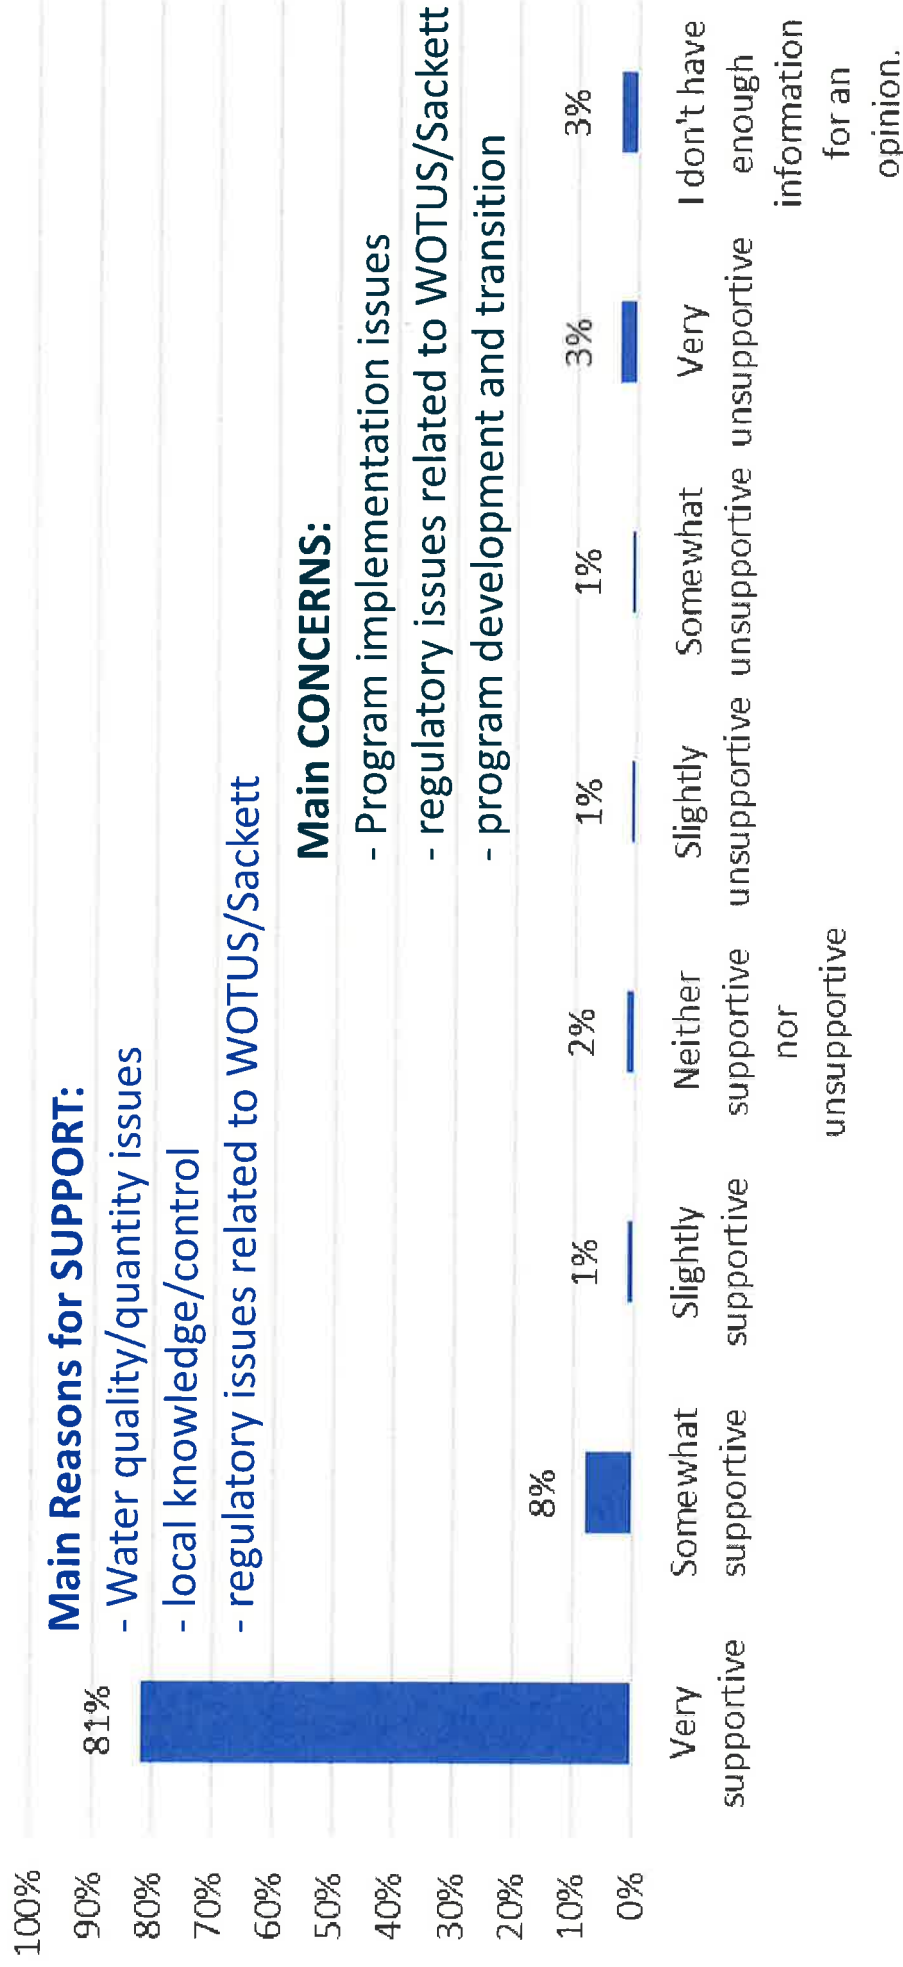 100%
90%
80%
70%
60%
50%
40%
30%
20%
10%
0%
Main Reasons for SUPPORT:
- Water quality/quantity issues
- local knowledge/control
- regulatory issues related to WOTUS/Sackett
Main CONCERNS:
- Program implementation issues
- regulatory issues related to WOTUS/Sackett
- program development and transition
81%
8%
1%
2%
1%
1%
3%
3%
Very
supportive
Somewhat
supportive
Slightly
supportive
Neither
supportive
nor
unsupportive
Slightly
unsupportive
Somewhat
unsupportive
Very
unsupportive
I don't have
enough
information
for an
opinion.